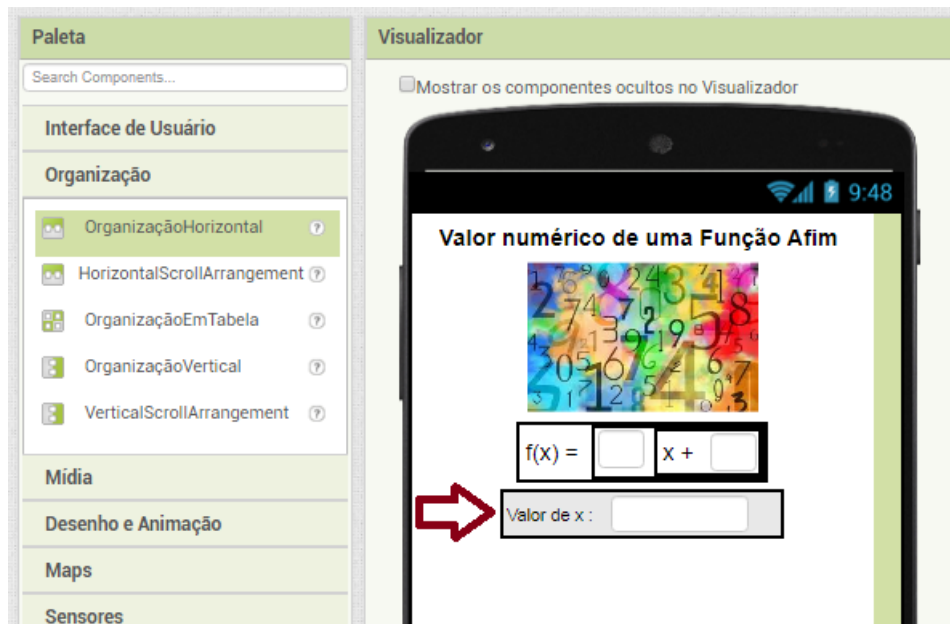 Paleta
Search Components...
Interface de Usuário
Organização
OrganizaçãoHorizontal
HorizontalScrollArrangement
OrganizaçãoEmTabela
OrganizaçãoVertical
VerticalScrollArrangement
Mídia
Desenho e Animação
Maps
Sensores
Visualizador
Mostrar os componentes ocultos no Visualizador
9:48
Valor numérico de uma Função Afim
f(x) = x +
Valor de x :